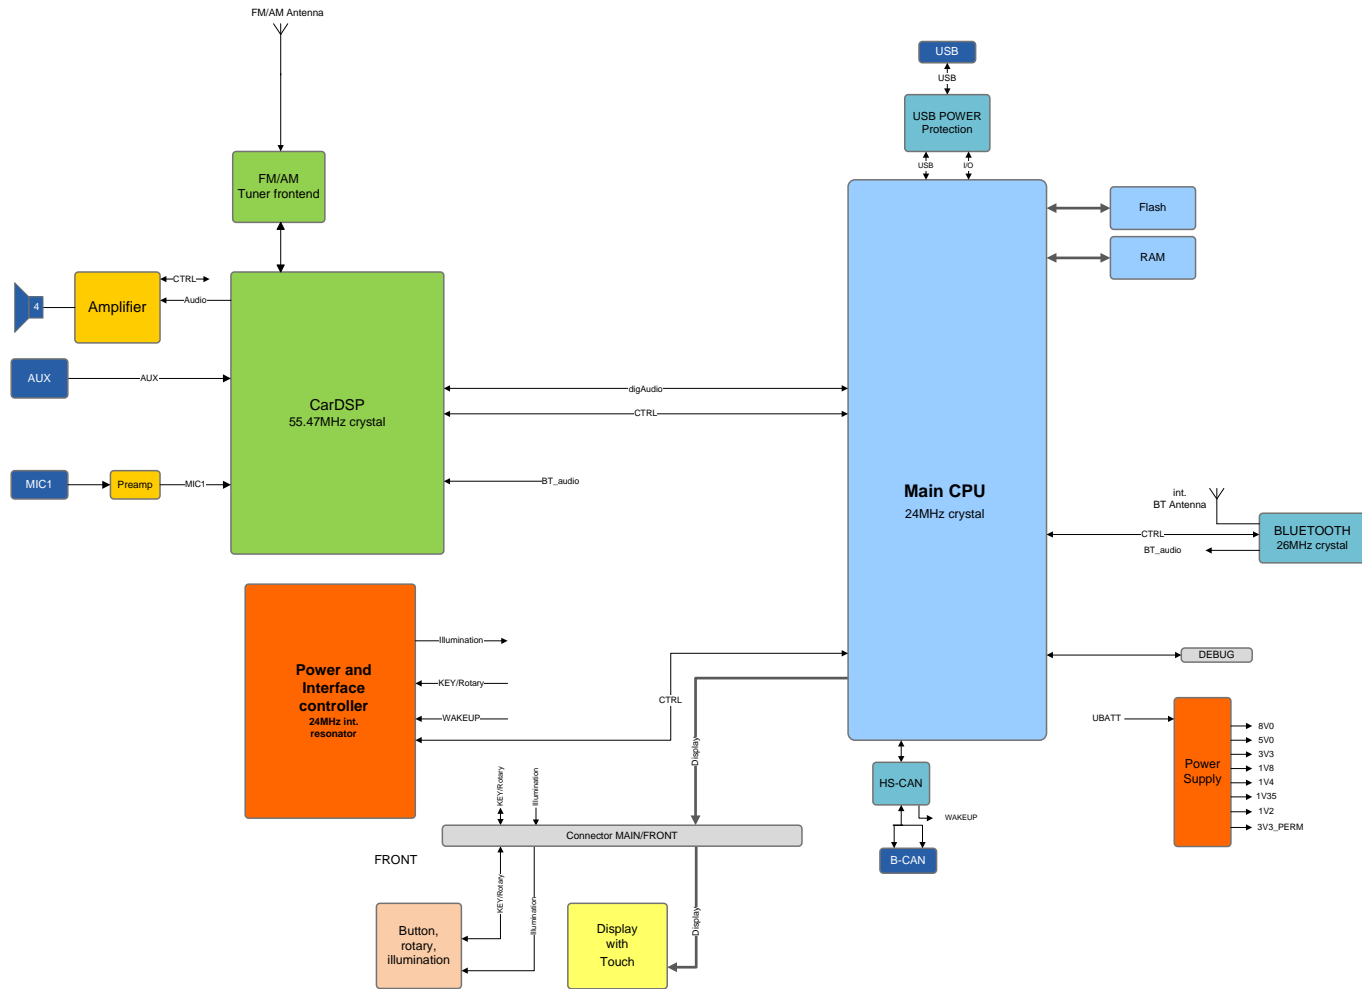 FM/AM Antenna
USB
USB
USB POWER
Protection
USB
I/O
FM/AM
Tuner frontend
Flash
RAM
CTRL
Audio
4
Amplifier
AUX
AUX
CarDSP
55.47MHz crystal
digAudio
CTRL
MIC1
Preamp
MIC1
BT_audio
Main CPU
24MHz crystal
int.
BT Antenna
CTRL
BT_audio
BLUETOOTH
26MHz crystal
Power and
Interface
controller
24MHz int.
resonator
Illumination
KEY/Rotary
WAKEUP
CTRL
Display
DEBUG
UBATT
Power
Supply
8V0
5V0
3V3
1V8
1V4
1V35
1V2
3V3_PERM
HS-CAN
WAKEUP
B-CAN
KEY/Rotary
Illumination
Connector MAIN/FRONT
FRONT
KEY/Rotary
Illumination
Display
Button,
rotary,
illumination
Display
with
Touch